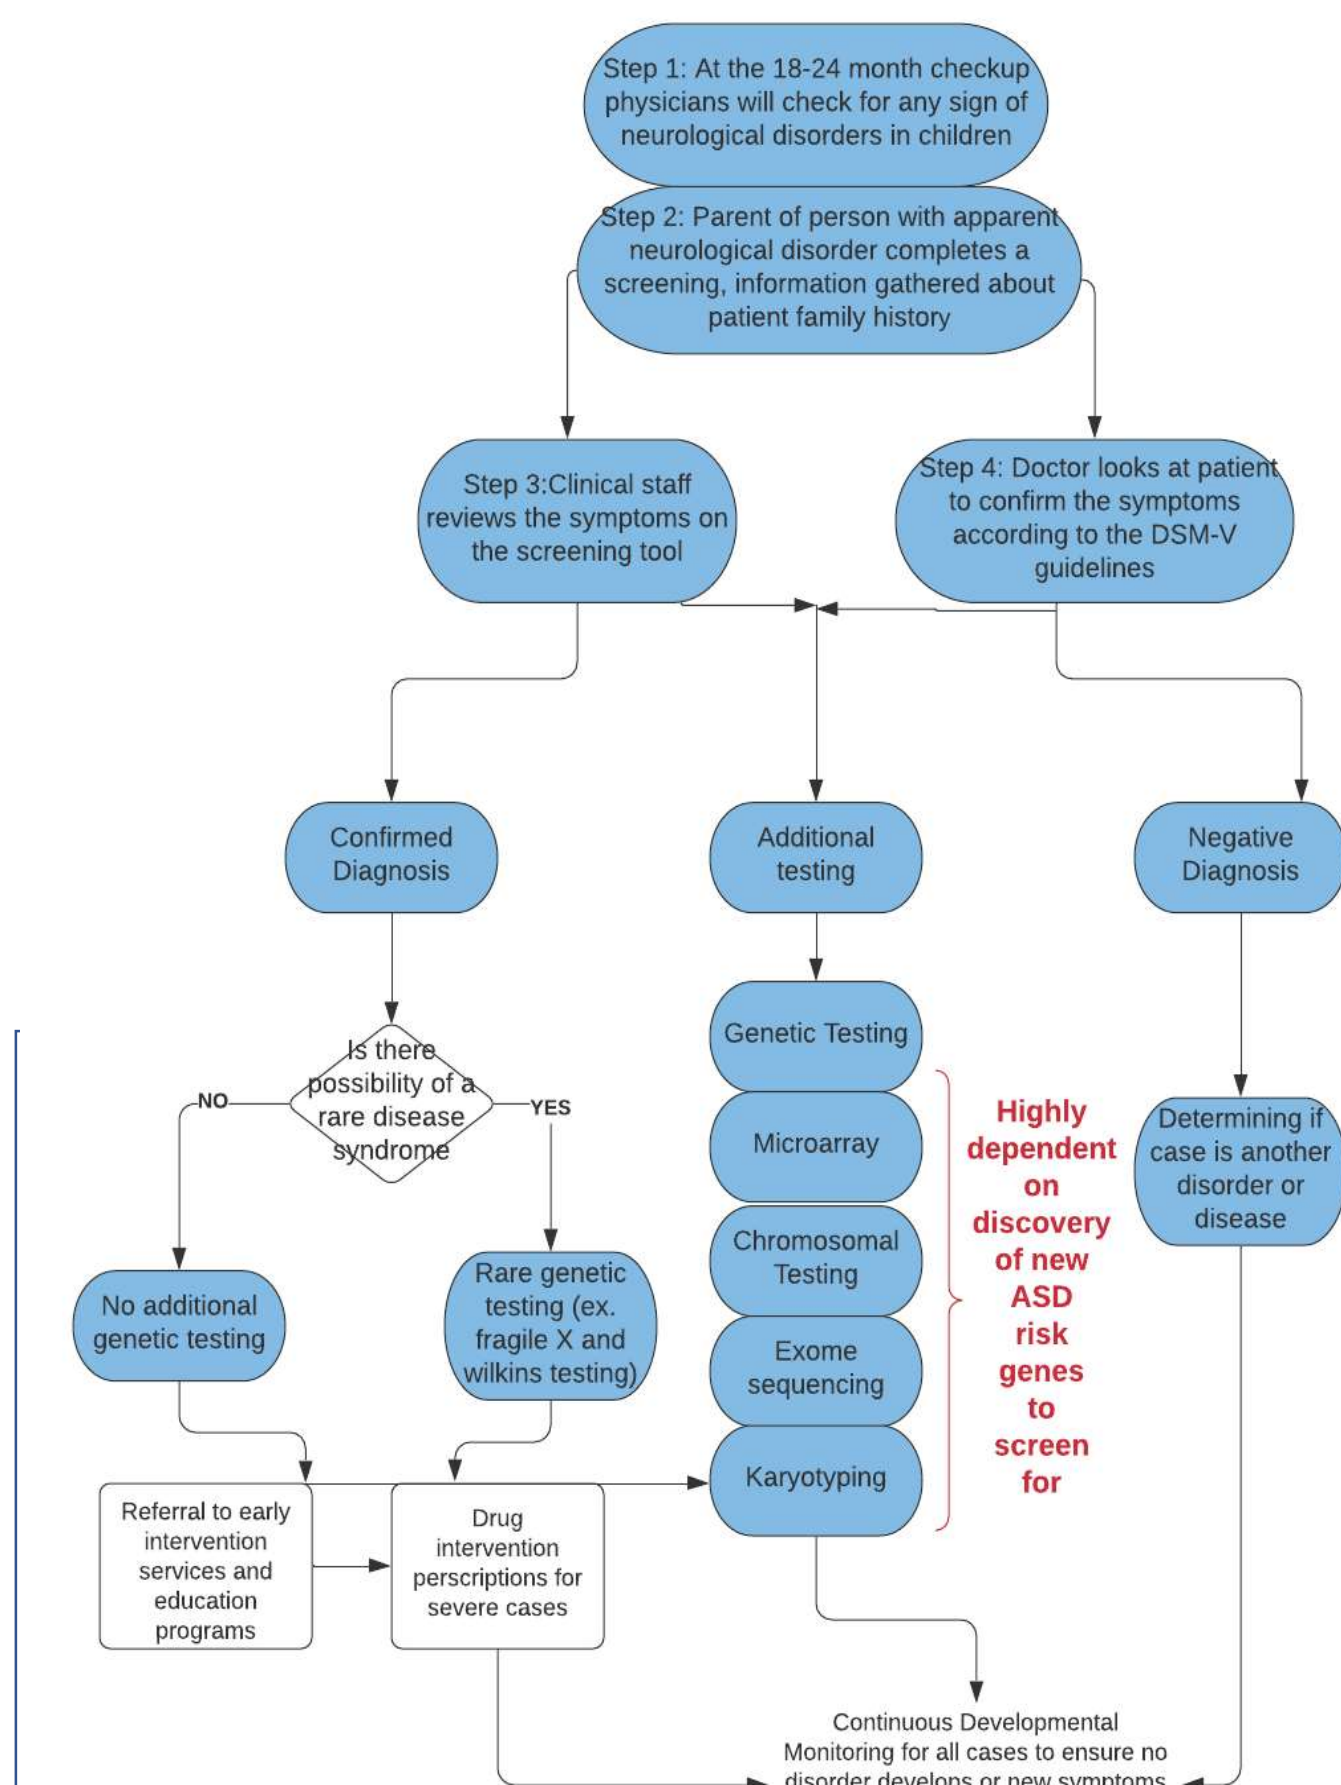 Step 1: At the 18-24 month checkup
physicians will check for any sign of
neurological disorders in children
Step 2: Parent of person with apparent
neurological disorder completes a
screening, information gathered about
patient family history
Step 3:Clinical staff
reviews the symptoms on
the screening tool
Step 4: Doctor looks at patient
to confirm the symptoms
according to the DSM-V
guidelines
Confirmed
Diagnosis
Additional
testing
Negative
Diagnosis
Is there
possibility of a
rare disease
syndrome
NO
YES
No additional
genetic testing
Rare genetic
testing (ex.
fragile X and
wilkins testing)
Genetic Testing
Microarray
Chromosomal
Testing
Exome
sequencing
Karyotyping
Highly
dependent
on
discovery
of new
ASD
risk
genes
to
screen
for
Determining if
case is another
disorder or
disease
Referral to early
intervention
services and
education
programs
Drug
intervention
perscriptions for
severe cases
Continuous Developmental
Monitoring for all cases to ensure no
disorder develops or new symptoms